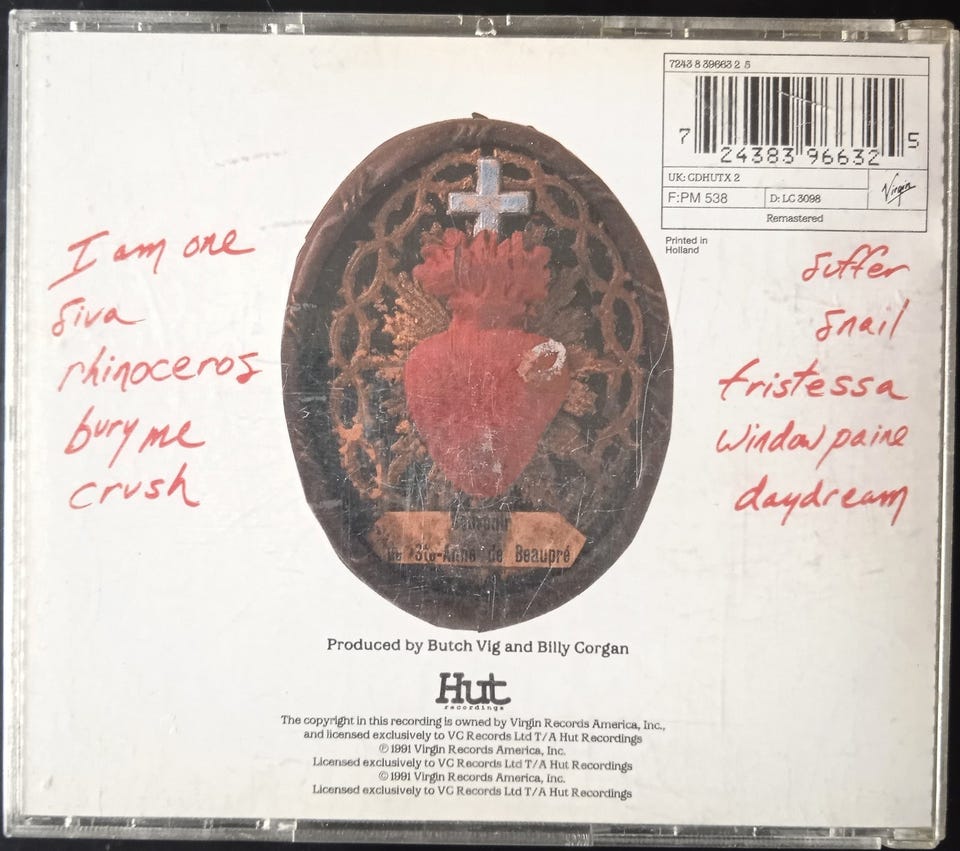 7243 8 39663 2 5
7 24383 96632 5
UK: CDHUTX 2
F:PM 538
D: LC 3098
Virgin
Remastered
Printed in
Holland
I am one
Siva
rhinoceros
bury me
crush
Suffer
Snail
tristessa
window paine
daydream
Souvenir
de Ste-Anne de Beaupré
Produced by Butch Vig and Billy Corgan
Hut
recordings
The copyright in this recording is owned by Virgin Records America, Inc.,
and licensed exclusively to VC Records Ltd T/A Hut Recordings
℗ 1991 Virgin Records America, Inc.
Licensed exclusively to VC Records Ltd T/A Hut Recordings
© 1991 Virgin Records America, Inc.
Licensed exclusively to VC Records Ltd T/A Hut Recordings